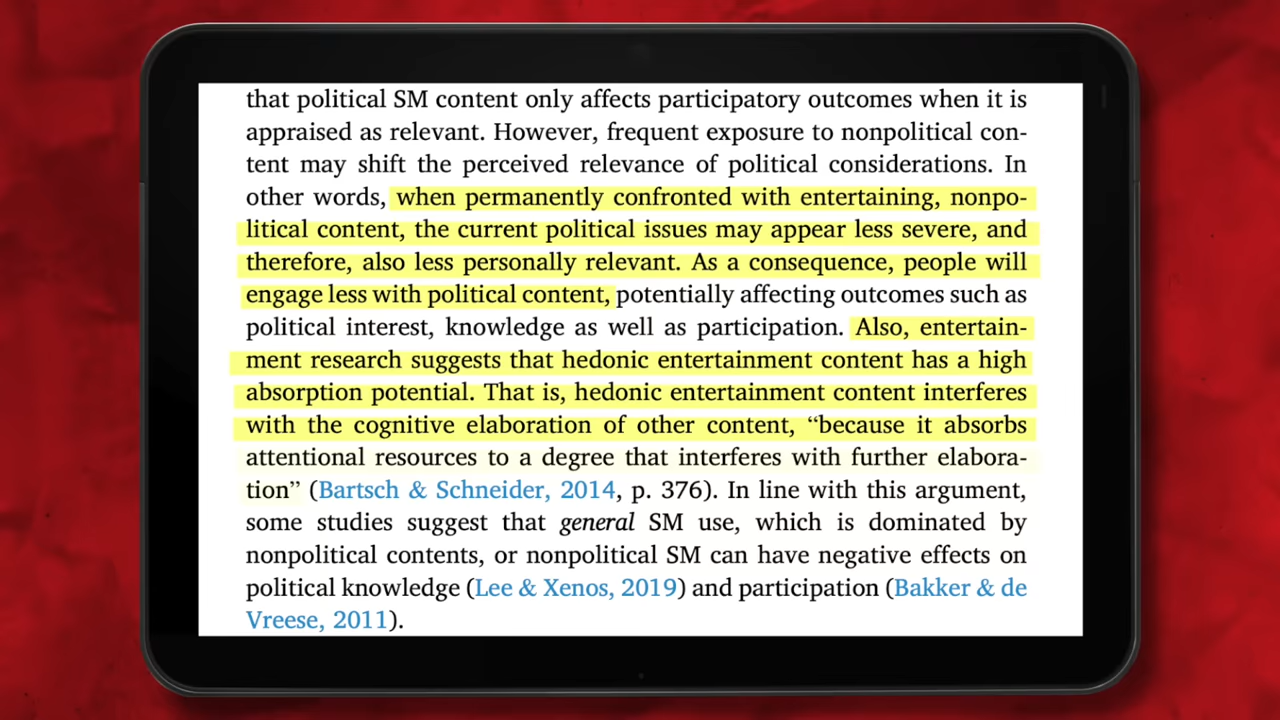 that political SM content only affects participatory outcomes when it is
appraised as relevant. However, frequent exposure to nonpolitical con-
tent may shift the perceived relevance of political considerations. In
other words, when permanently confronted with entertaining, nonpo-
litical content, the current political issues may appear less severe, and
therefore, also less personally relevant. As a consequence, people will
engage less with political content, potentially affecting outcomes such as
political interest, knowledge as well as participation. Also, entertain-
ment research suggests that hedonic entertainment content has a high
absorption potential. That is, hedonic entertainment content interferes
with the cognitive elaboration of other content, “because it absorbs
attentional resources to a degree that interferes with further elabora-
tion” (Bartsch & Schneider, 2014, p. 376). In line with this argument,
some studies suggest that general SM use, which is dominated by
nonpolitical contents, or nonpolitical SM can have negative effects on
political knowledge (Lee & Xenos, 2019) and participation (Bakker & de
Vreese, 2011).